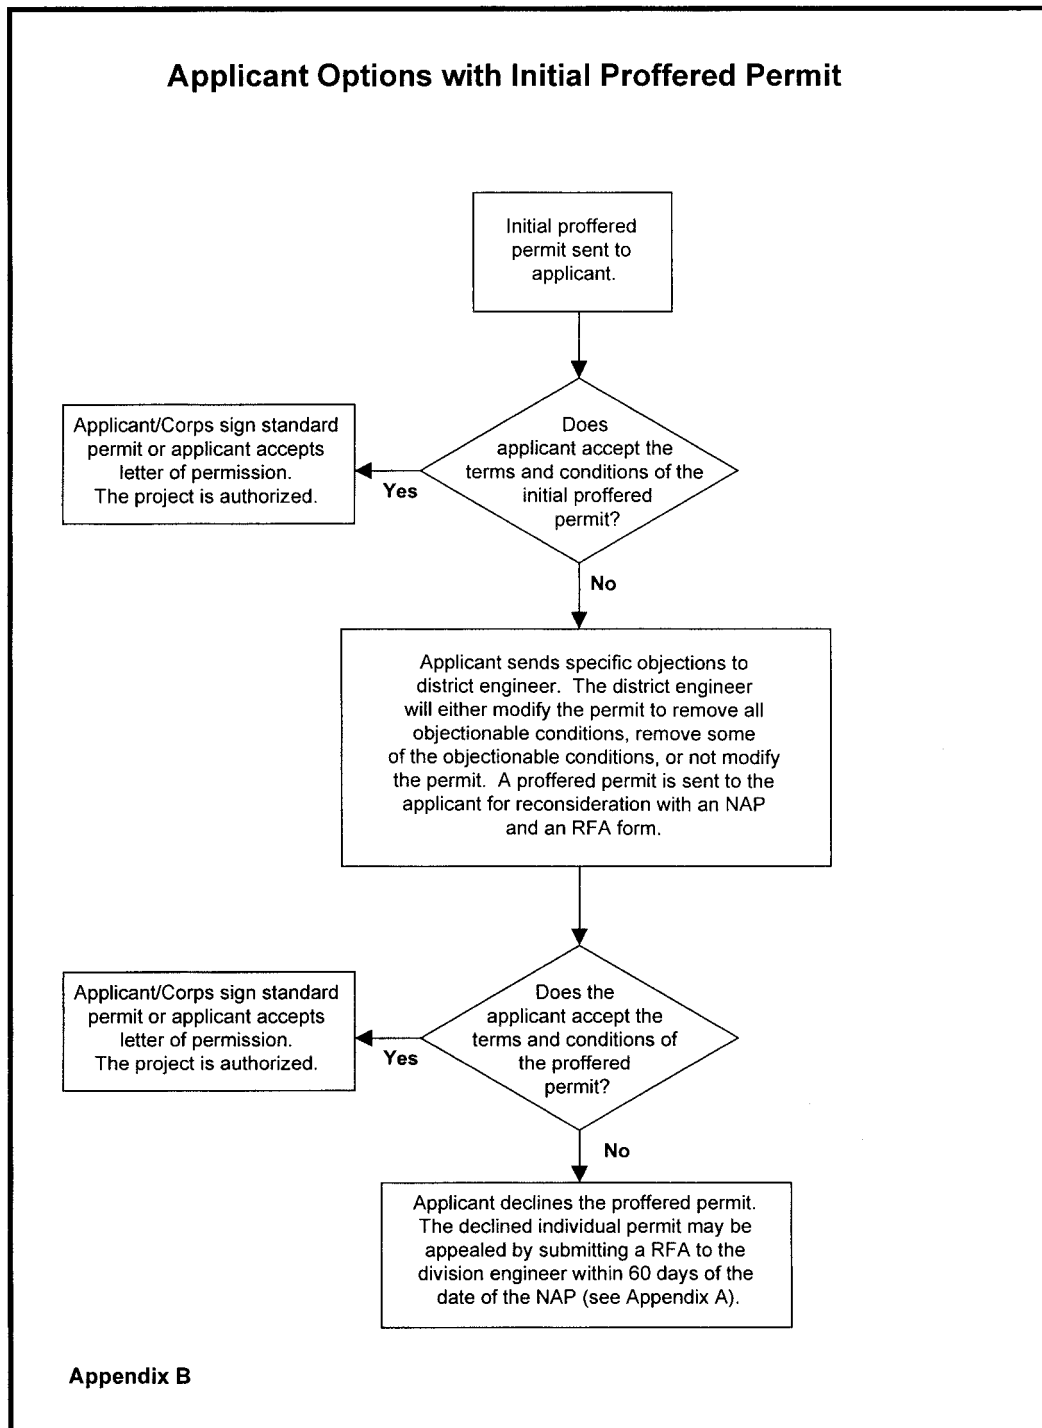 Applicant Options with Initial Proffered Permit
Initial proffered
permit sent to
applicant.
Does
applicant accept the
terms and conditions of the
initial proffered
permit?
Yes
Applicant/Corps sign standard
permit or applicant accepts
letter of permission.
The project is authorized.
No
Applicant sends specific objections to
district engineer. The district engineer
will either modify the permit to remove all
objectionable conditions, remove some
of the objectionable conditions, or not modify
the permit. A proffered permit is sent to the
applicant for reconsideration with an NAP
and an RFA form.
Does the
applicant accept the
terms and conditions of
the proffered
permit?
Yes
Applicant/Corps sign standard
permit or applicant accepts
letter of permission.
The project is authorized.
No
Applicant declines the proffered permit.
The declined individual permit may be
appealed by submitting a RFA to the
division engineer within 60 days of the
date of the NAP (see Appendix A).
Appendix B